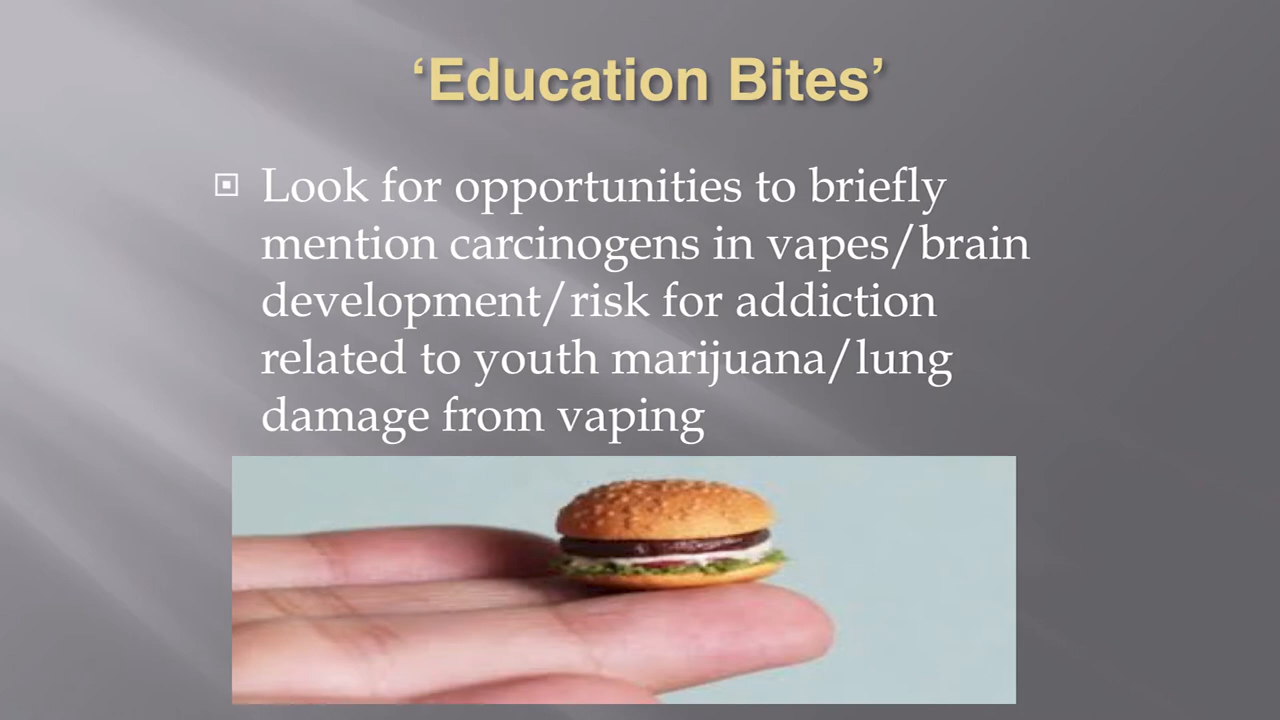 ‘Education Bites’
Look for opportunities to briefly
mention carcinogens in vapes/brain
development/risk for addiction
related to youth marijuana/lung
damage from vaping